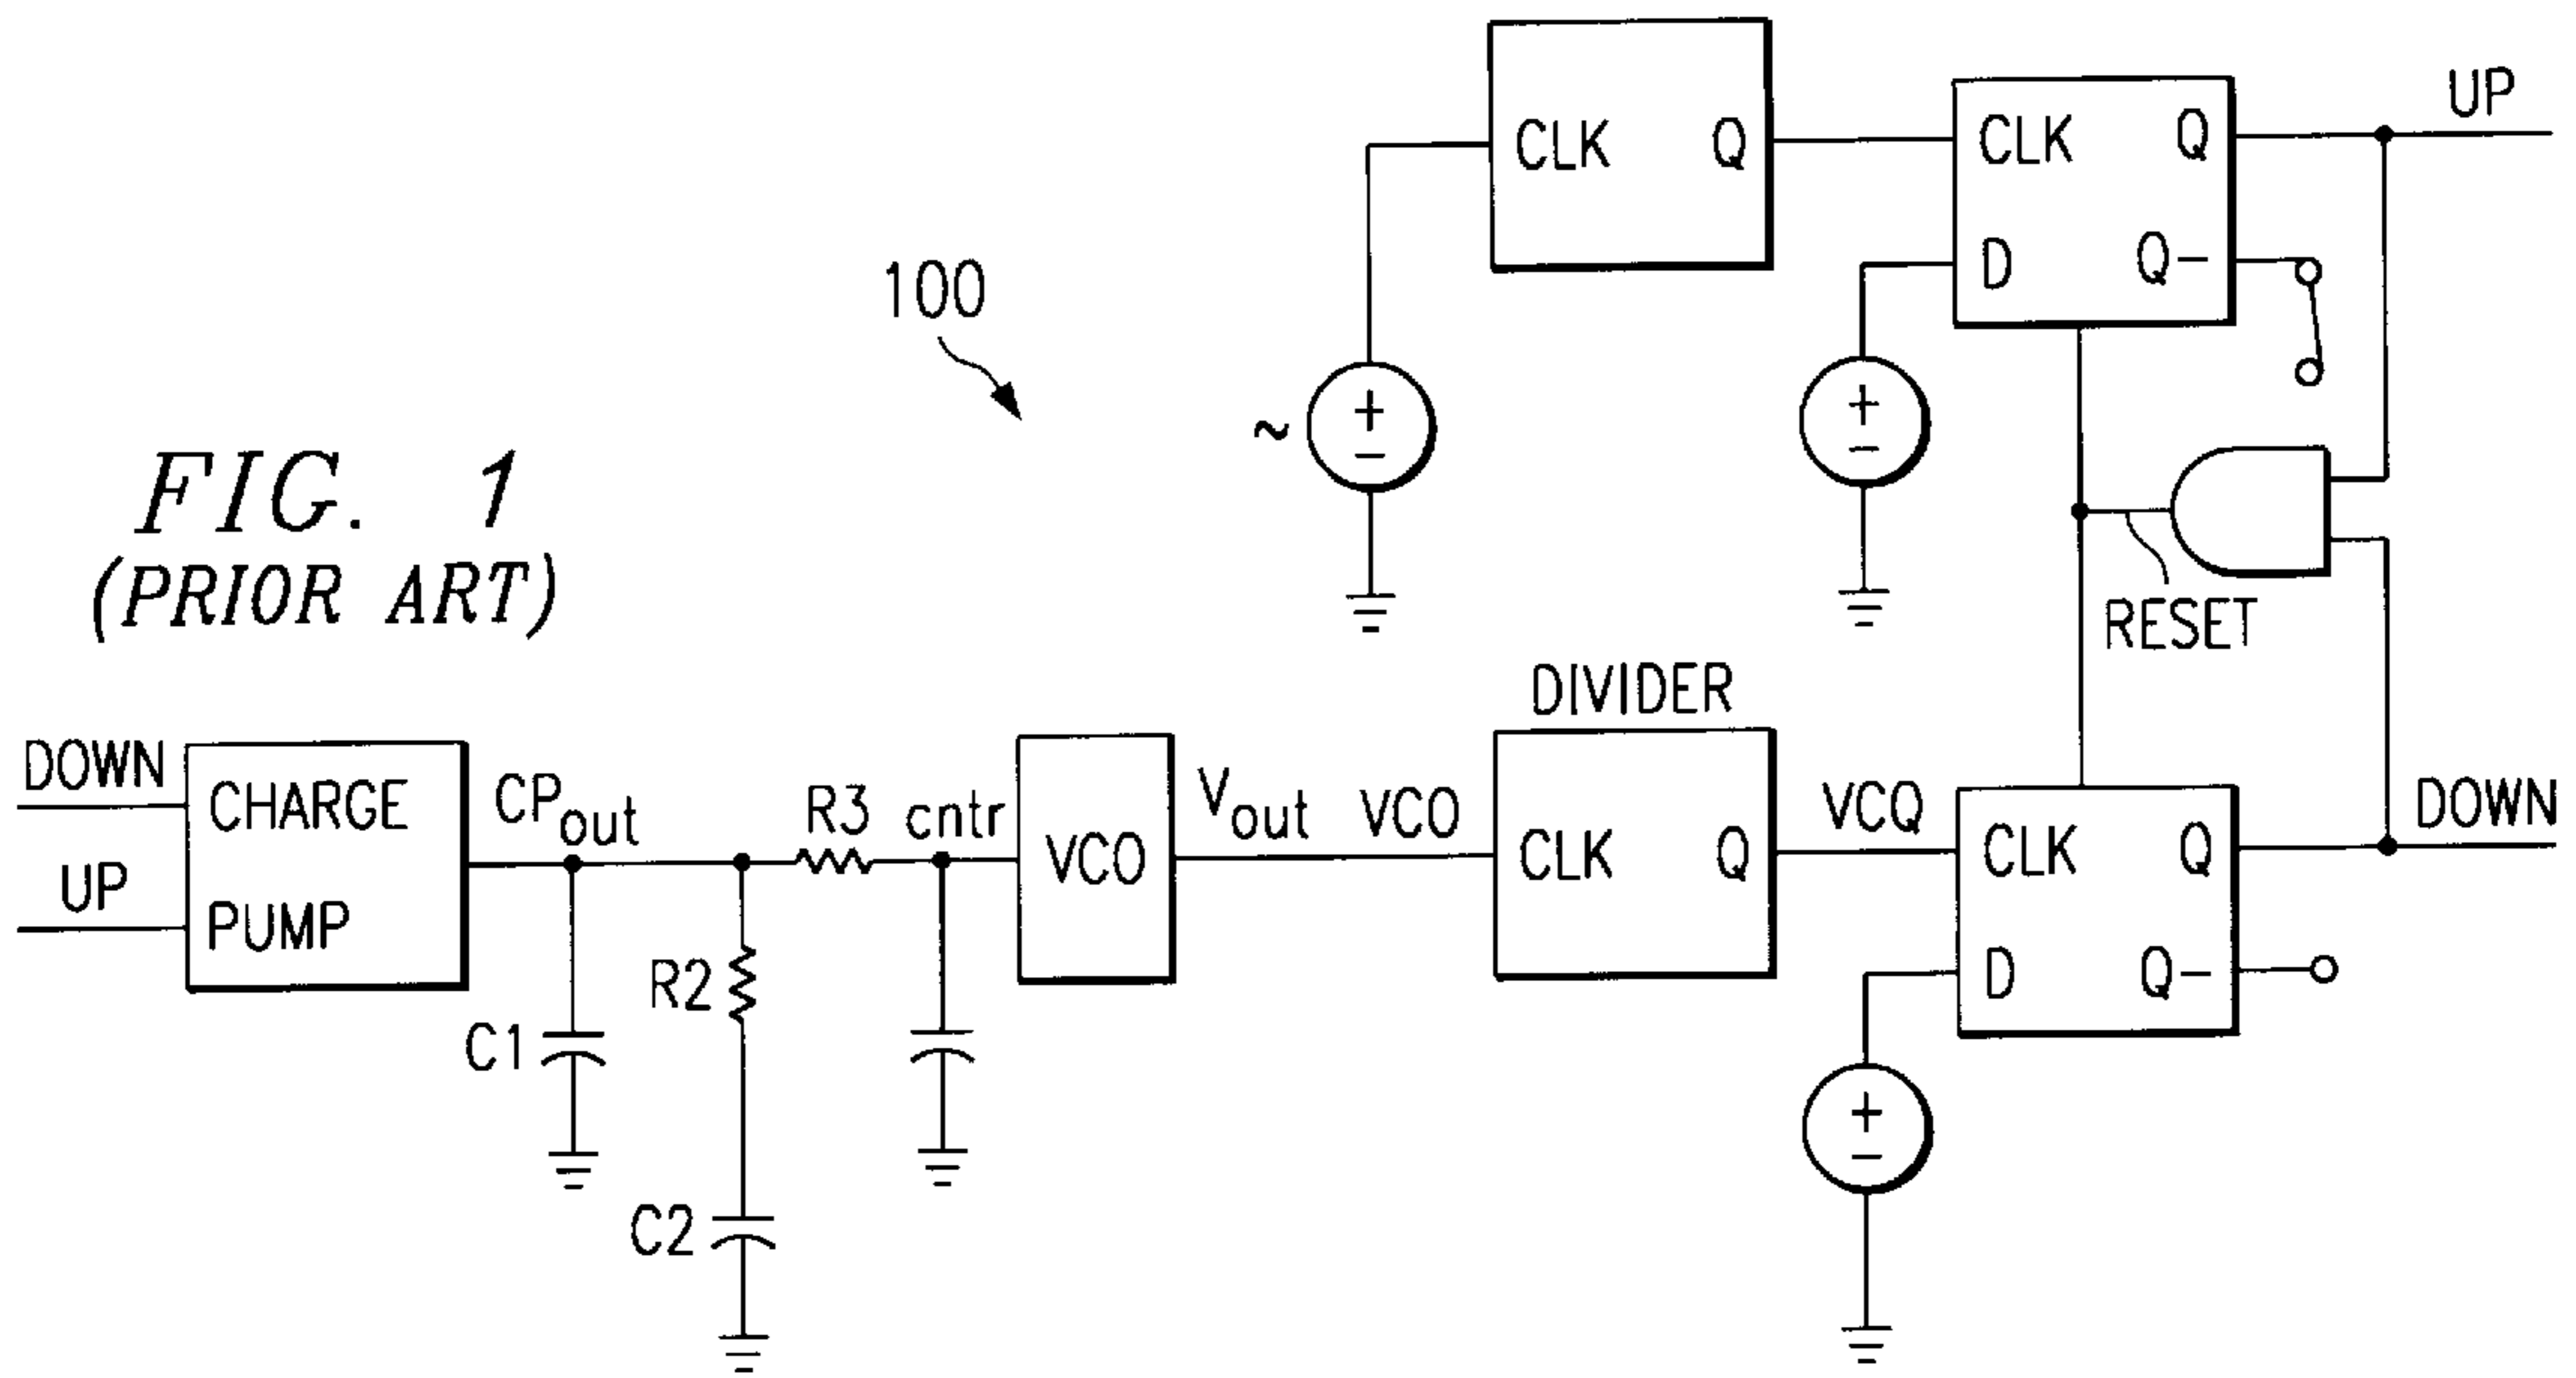 CLK Q
CLK Q
D Q-
UP
100
~
+
-
+
-
FIG. 1
(PRIOR ART)
RESET
DIVIDER
DOWN
UP
CHARGE
PUMP
CPout
R3
cntr
VCO
Vout
VCO
CLK Q
VCQ
CLK Q
D Q-
DOWN
C1
R2
C2
+
-